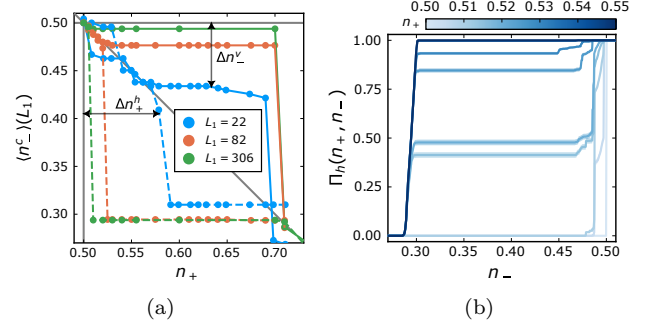 (a)
0.50
0.45
0.40
0.35
0.30
0.50 0.55 0.60 0.65 0.70
⟨n^c_−⟩(L₁)
n₊
Δn^v_−
Δn^h_+
L₁ = 22
L₁ = 82
L₁ = 306
(a)
(b)
n₊
0.50 0.51 0.52 0.53 0.54 0.55
1.00
0.75
0.50
0.25
0.00
0.30 0.35 0.40 0.45 0.50
Π_h(n₊, n₋)
n₋
(b)